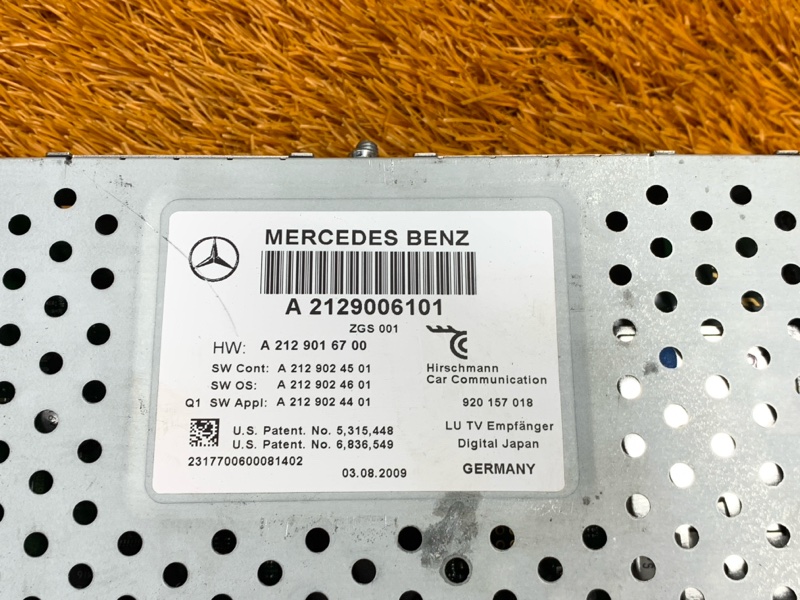 MERCEDES BENZ
A 2129006101
ZGS 001
HW: A 212 901 67 00
SW Cont: A 212 902 45 01
SW OS: A 212 902 46 01
Q1 SW Appl: A 212 902 44 01
Hirschmann
Car Communication
920 157 018
U.S. Patent. No. 5,315,448
U.S. Patent. No. 6,836,549
LU TV Empfänger
Digital Japan
2317700600081402
03.08.2009
GERMANY